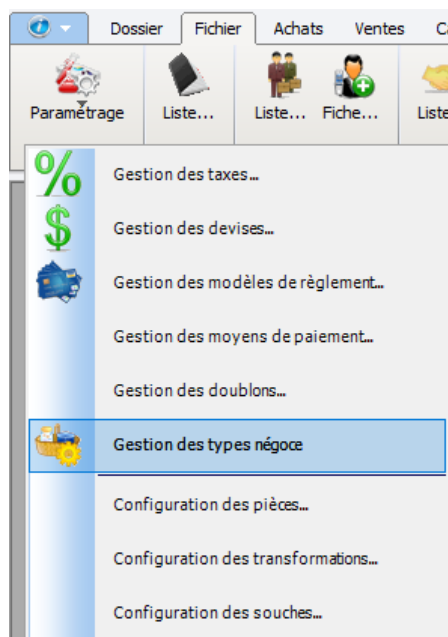 Dossier Fichier Achats Ventes
Paramétrage Liste... Liste... Fiche... Liste
Gestion des taxes...
Gestion des devises...
Gestion des modèles de règlement...
Gestion des moyens de paiement...
Gestion des doublons...
Gestion des types négoce
Configuration des pièces...
Configuration des transformations...
Configuration des souches...